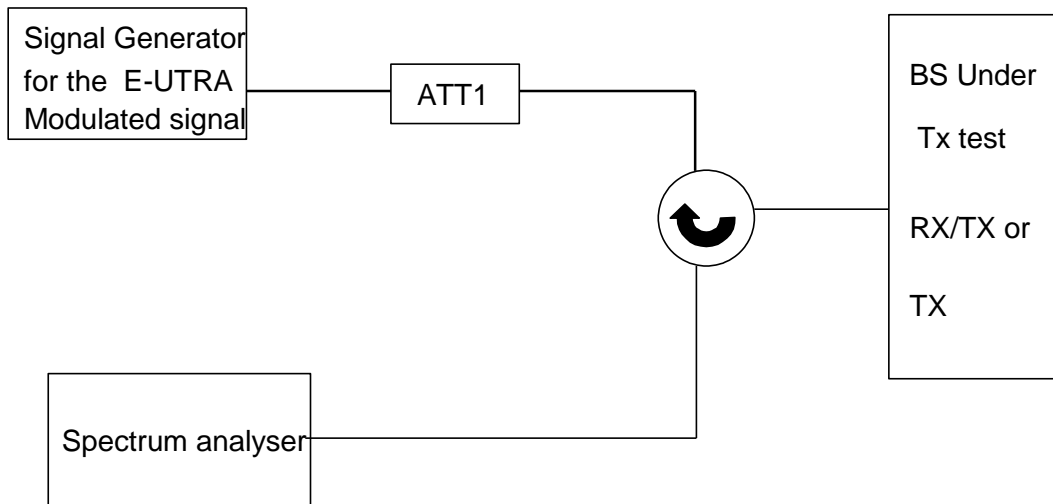 Signal Generator
for the E-UTRA
Modulated signal
ATT1
BS Under
Tx test
RX/TX or
TX
Spectrum analyser